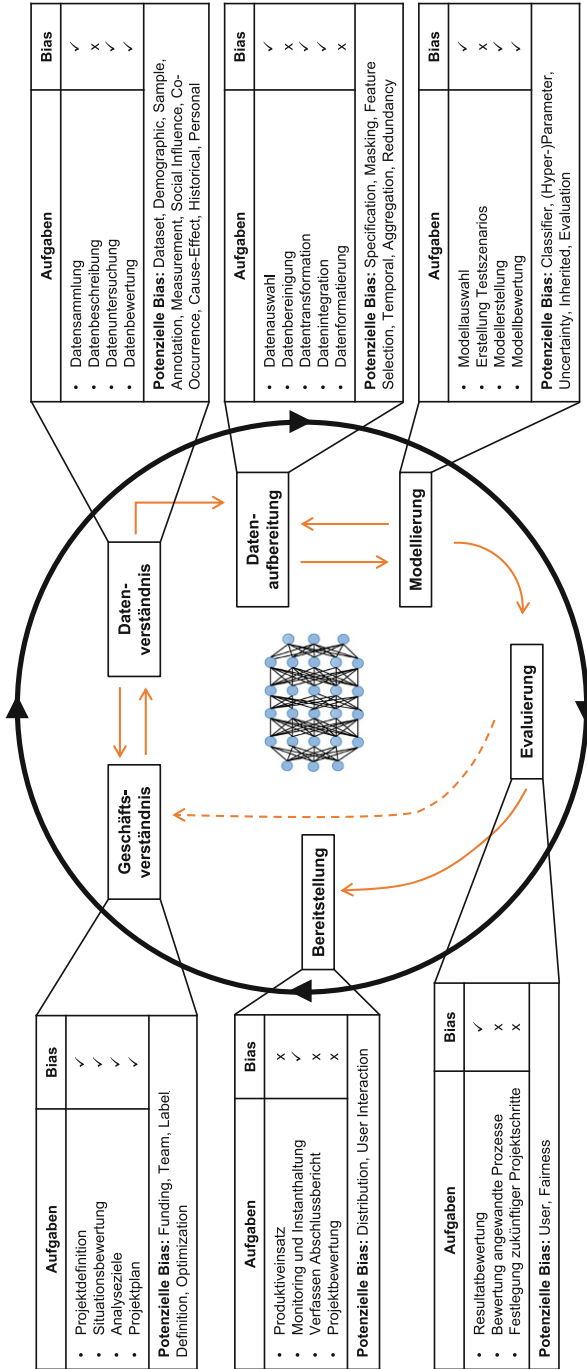 Aufgaben Bias
• Projektdefinition ✓
• Situationsbewertung ✓
• Analyseziele ✓
• Projektplan ✓
Potenzielle Bias: Funding, Team, Label
Definition, Optimization
Geschäfts-
verständnis
Daten-
verständnis
Aufgaben Bias
• Datensammlung ✓
• Datenbeschreibung x
• Datenuntersuchung ✓
• Datenbewertung ✓
Potenzielle Bias: Dataset, Demographic, Sample,
Annotation, Measurement, Social Influence, Co-
Occurrence, Cause-Effect, Historical, Personal
Aufgaben Bias
• Produktiveinsatz x
• Monitoring und Instanthaltung ✓
• Verfassen Abschlussbericht x
• Projektbewertung x
Potenzielle Bias: Distribution, User Interaction
Bereitstellung
Daten-
aufbereitung
Aufgaben Bias
• Datenauswahl ✓
• Datenbereinigung x
• Datentransformation ✓
• Datenintegration ✓
• Datenformatierung x
Potenzielle Bias: Specification, Masking, Feature
Selection, Temporal, Aggregation, Redundancy
Aufgaben Bias
• Resultatbewertung ✓
• Bewertung angewandte Prozesse x
• Festlegung zukünftiger Projektschritte x
Potenzielle Bias: User, Fairness
Evaluierung
Modellierung
Aufgaben Bias
• Modellauswahl ✓
• Erstellung Testszenarios x
• Modellerstellung ✓
• Modellbewertung ✓
Potenzielle Bias: Classifier, (Hyper-)Parameter,
Uncertainty, Inherited, Evaluation